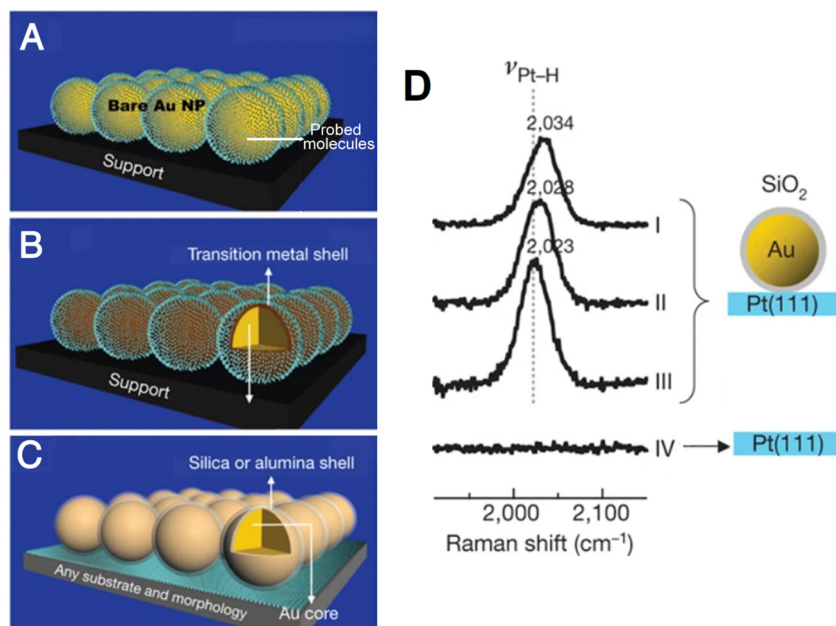 A
Bare Au NP
Probed
molecules
Support
B
Transition metal shell
Support
C
Silica or alumina shell
Any substrate and morphology
Au core
D
νPt–H
2,034
2,028
2,023
I
II
III
IV
SiO2
Au
Pt(111)
Pt(111)
2,000 2,100
Raman shift (cm−1)